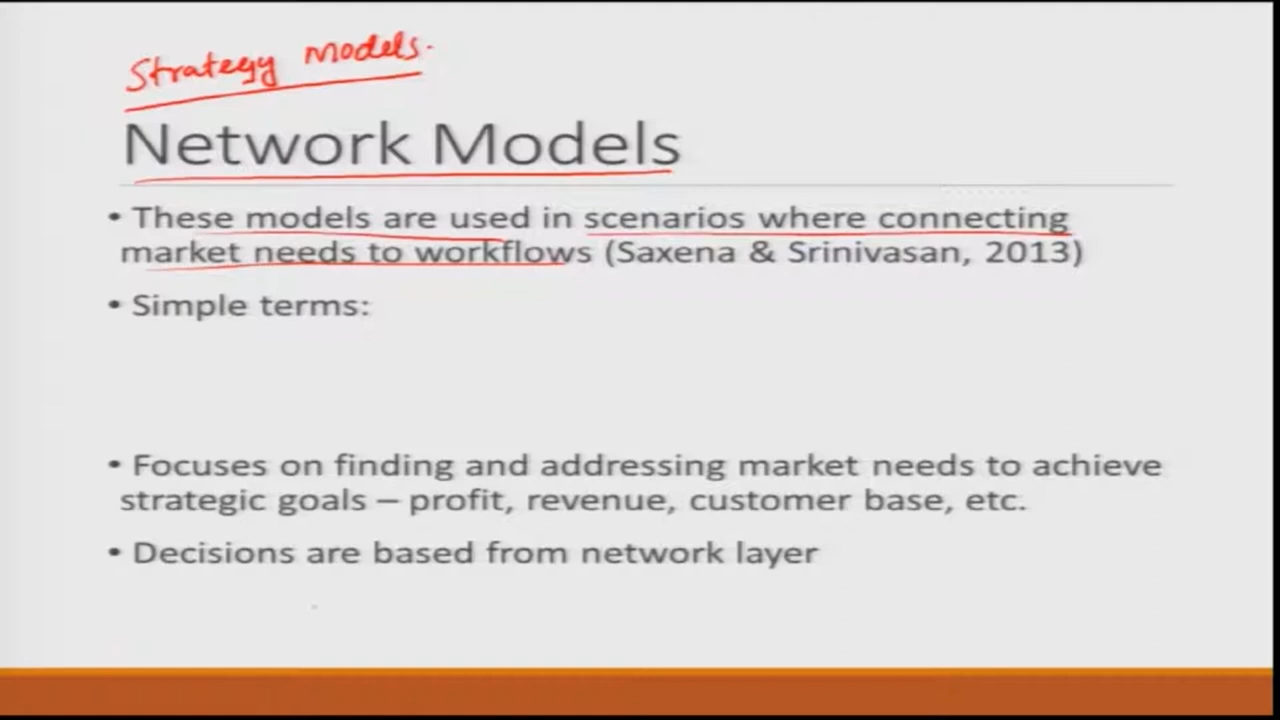 Strategy Models.
Network Models
• These models are used in scenarios where connecting
market needs to workflows (Saxena & Srinivasan, 2013)
• Simple terms:
• Focuses on finding and addressing market needs to achieve
strategic goals – profit, revenue, customer base, etc.
• Decisions are based from network layer